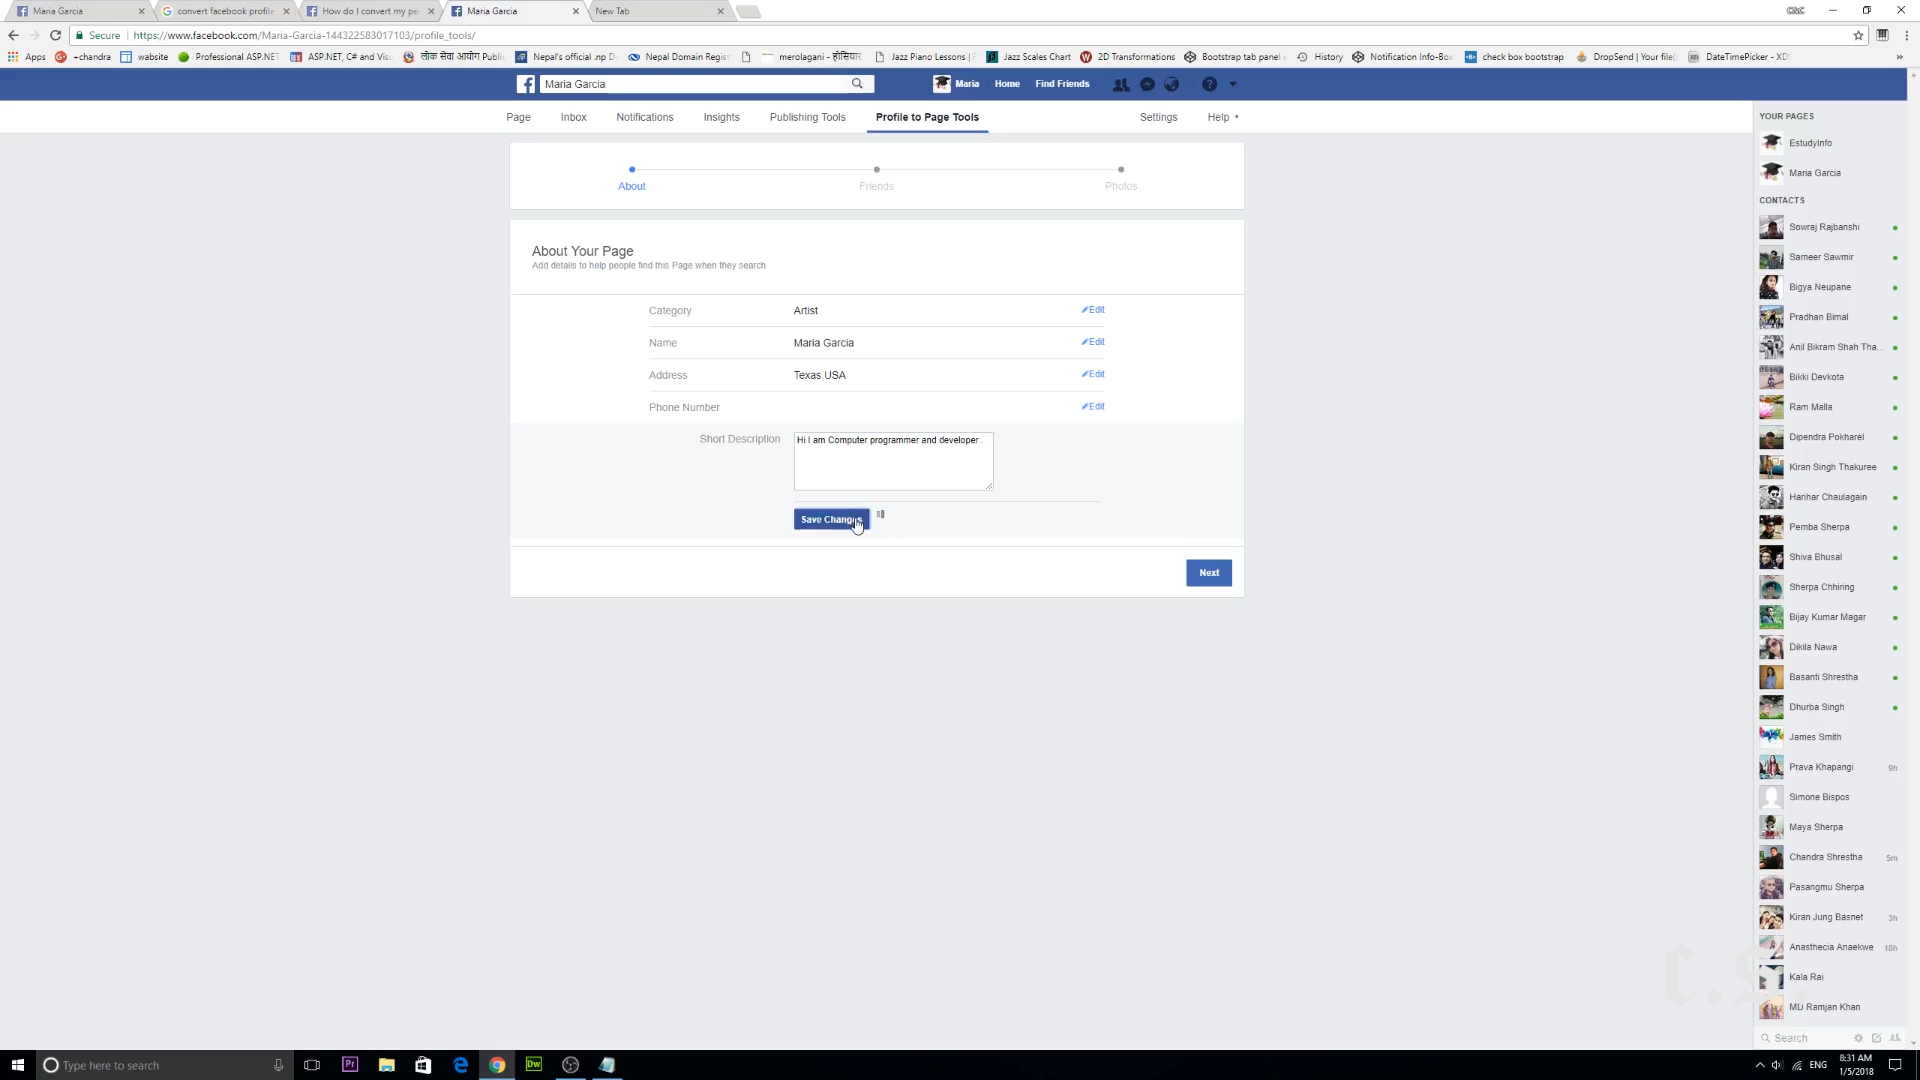 Maria Garcia
convert facebook profile
How do I convert my pe
Maria Garcia
New Tab
CRC
Secure
https://www.facebook.com/Maria-Garcia-144322583017103/profile_tools/
Apps
+chandra
wabsite
Professional ASP.NET
ASP.NET, C# and Visu
लोक सेवा आयोग Public
Nepal's official .np D
Nepal Domain Regist
merolagani - होसियार
Jazz Piano Lessons |
Jazz Scales Chart
2D Transformations
Bootstrap tab panel
History
Notification Info-Box
check box bootstrap
DropSend | Your file
DateTimePicker - XD
»
Maria Garcia
Maria
Home
Find Friends
Page
Inbox
Notifications
Insights
Publishing Tools
Profile to Page Tools
Settings
Help
About
Friends
Photos
About Your Page
Add details to help people find this Page when they search.
Category Artist Edit
Name Maria Garcia Edit
Address Texas USA Edit
Phone Number Edit
Short Description Hi I am Computer programmer and developer .
Save Changes
Next
YOUR PAGES
EstudyInfo
Maria Garcia
CONTACTS
Sowraj Rajbanshi
Sameer Sawmir
Bigya Neupane
Pradhan Bimal
Anil Bikram Shah Tha...
Bikki Devkota
Ram Malla
Dipendra Pokharel
Kiran Singh Thakuree
Harihar Chaulagain
Pemba Sherpa
Shiva Bhusal
Sherpa Chhiring
Bijay Kumar Magar
Dikila Nawa
Basanti Shrestha
Dhurba Singh
James Smith
Prava Khapangi 9h
Simone Bispos
Maya Sherpa
Chandra Shrestha 5m
Pasangmu Sherpa
Kiran Jung Basnet 3h
Anasthecia Anaekwe 18h
Kala Rai
MD Ramjan Khan
Search
Type here to search
Pr
Dw
ENG
8:31 AM
1/5/2018